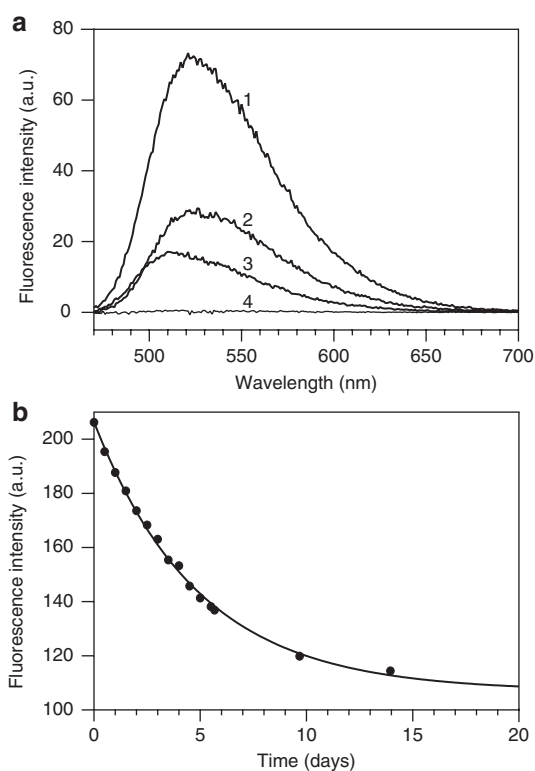 a
80
60
40
20
0
Fluorescence intensity (a.u.)
1
2
3
4
500 550 600 650 700
Wavelength (nm)
b
200
180
160
140
120
100
Fluorescence intensity (a.u.)
0 5 10 15 20
Time (days)